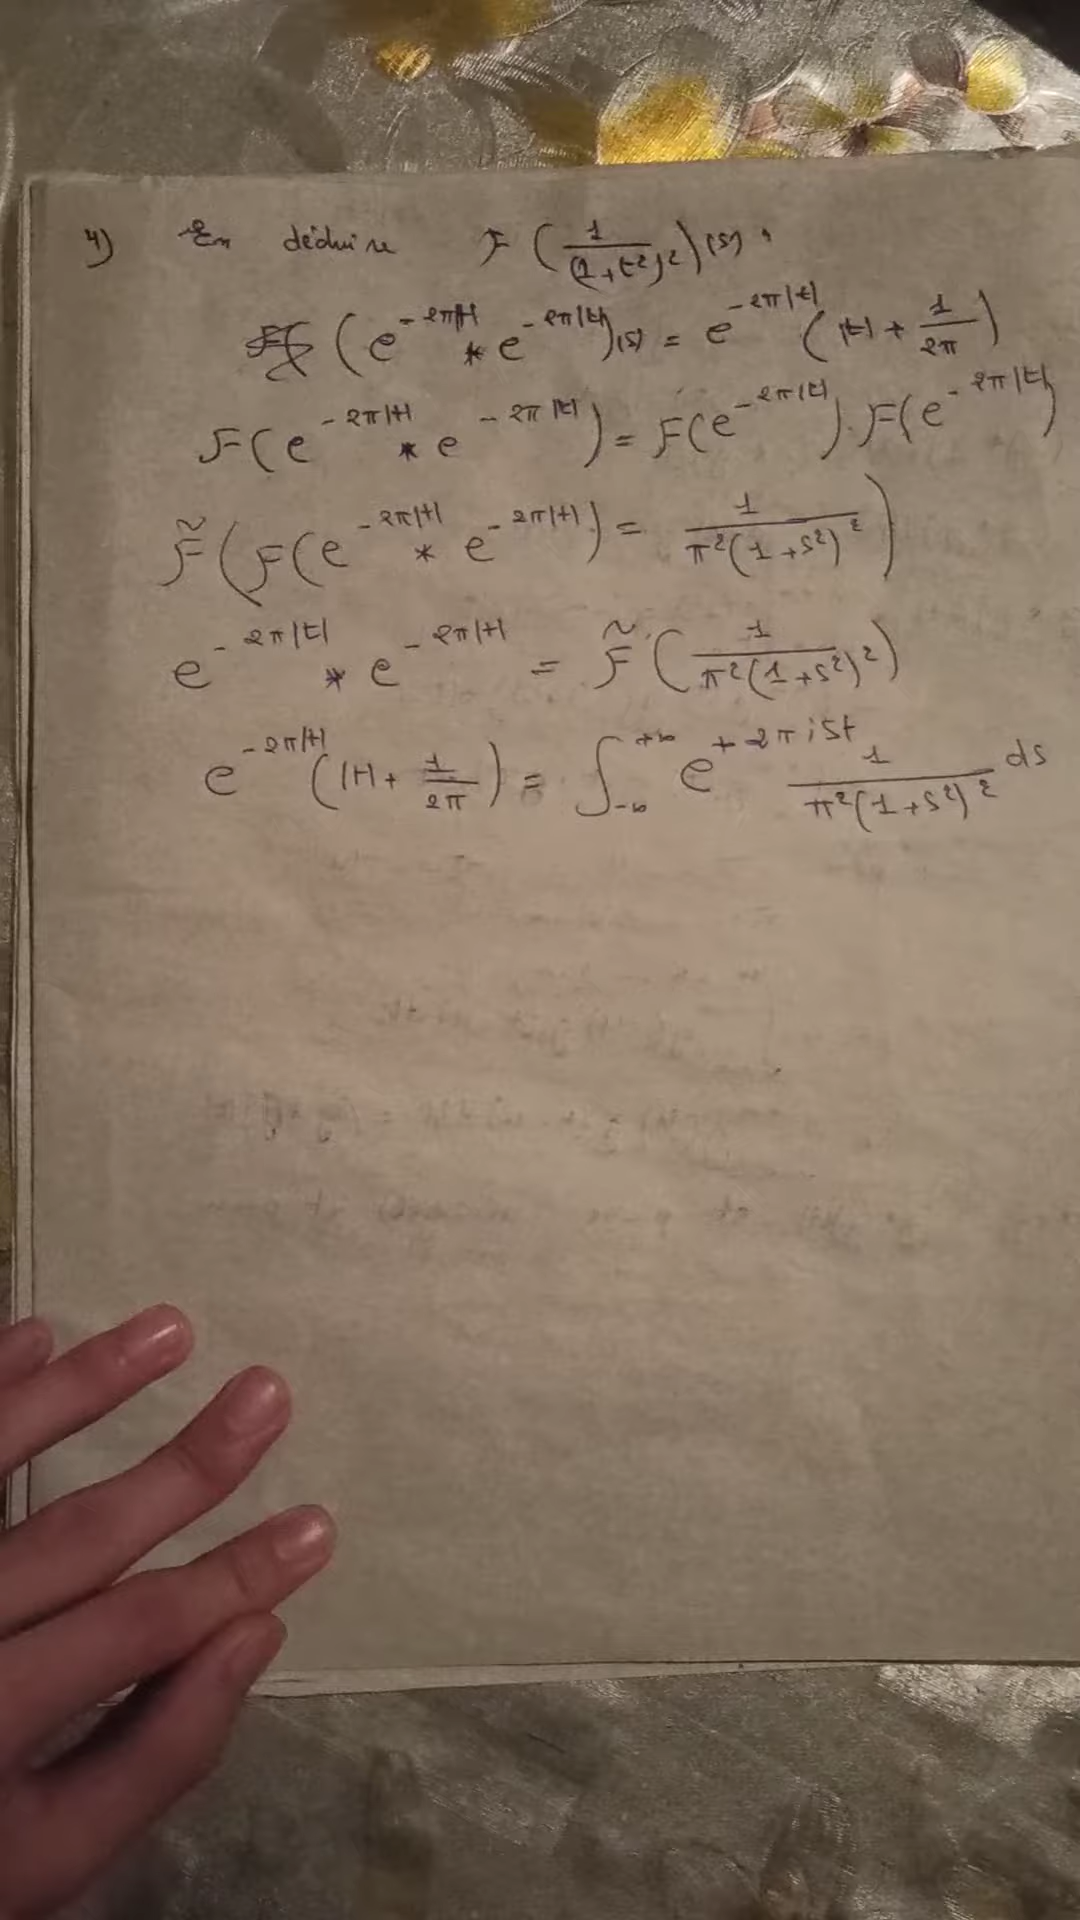 4) En déduire F(1/(1+t²)²)(s).
(e^{-2π|t|} * e^{-2π|t|})(s) = e^{-2π|t|}(|t| + 1/2π)
F(e^{-2π|t|} * e^{-2π|t|}) = F(e^{-2π|t|}) . F(e^{-2π|t|})
F̃(F(e^{-2π|t|} * e^{-2π|t|}) = 1/(π²(1+s²)²))
e^{-2π|t|} * e^{-2π|t|} = F̃(1/(π²(1+s²)²))
e^{-2π|t|}(|t| + 1/2π) = ∫_{-∞}^{+∞} e^{+2πist} 1/(π²(1+s²)²) ds